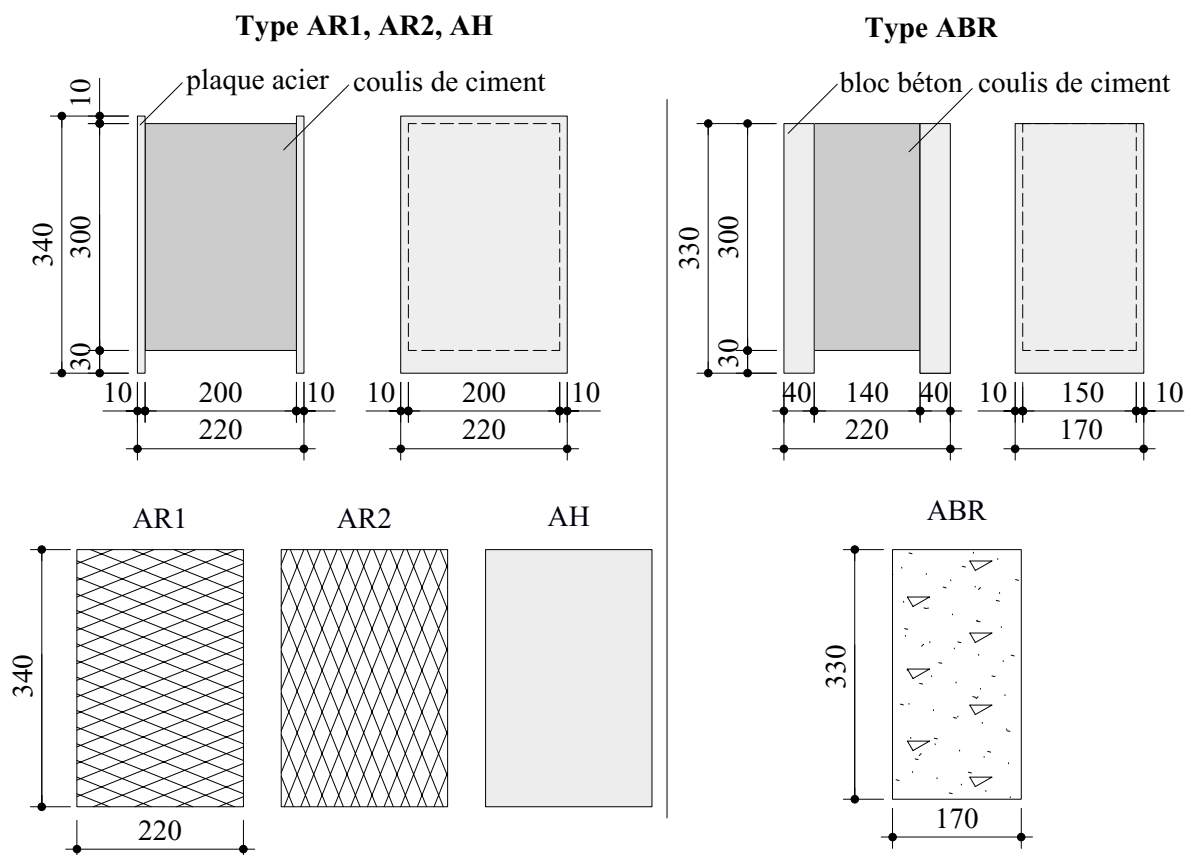 Type AR1, AR2, AH
plaque acier
coulis de ciment
10
340
300
30
10
200
10
220
10
200
10
220
Type ABR
bloc béton
coulis de ciment
330
300
30
40
140
40
220
10
150
10
170
AR1
AR2
AH
340
220
ABR
330
170